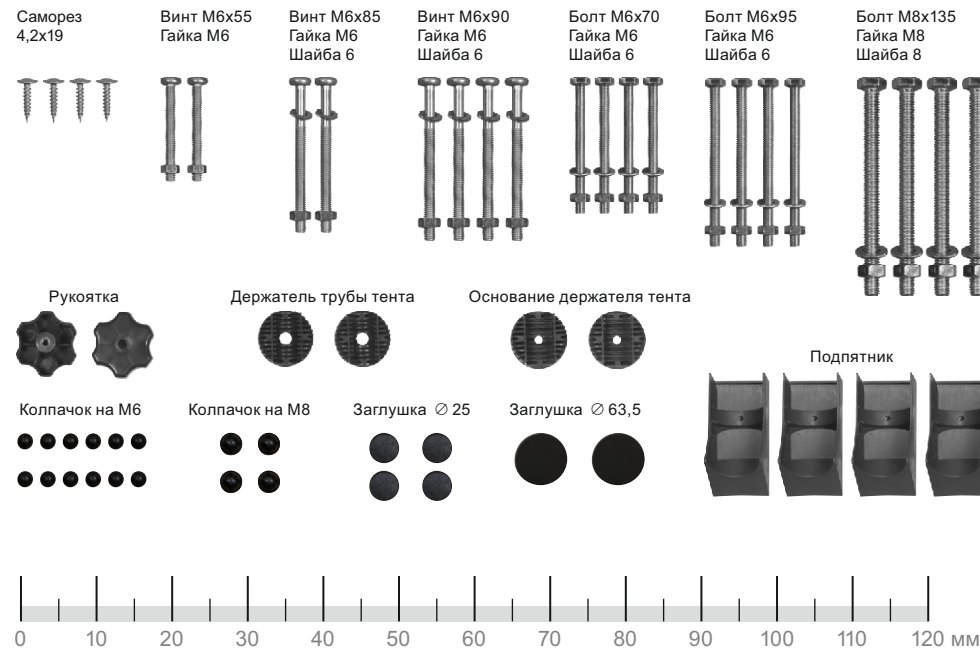 Саморез
4,2х19
Винт М6х55
Гайка М6
Винт М6х85
Гайка М6
Шайба 6
Винт М6х90
Гайка М6
Шайба 6
Болт М6х70
Гайка М6
Шайба 6
Болт М6х95
Гайка М6
Шайба 6
Болт М8х135
Гайка М8
Шайба 8
Рукоятка
Держатель трубы тента
Основание держателя тента
Подпятник
Колпачок на М6
Колпачок на М8
Заглушка ∅ 25
Заглушка ∅ 63,5
0 10 20 30 40 50 60 70 80 90 100 110 120 мм